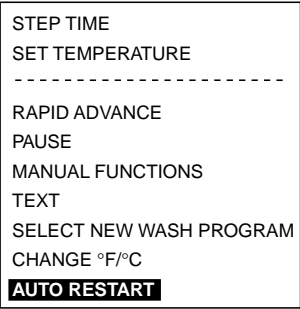 STEP TIME
SET TEMPERATURE
----------------------
RAPID ADVANCE
PAUSE
MANUAL FUNCTIONS
TEXT
SELECT NEW WASH PROGRAM
CHANGE °F/°C
AUTO RESTART